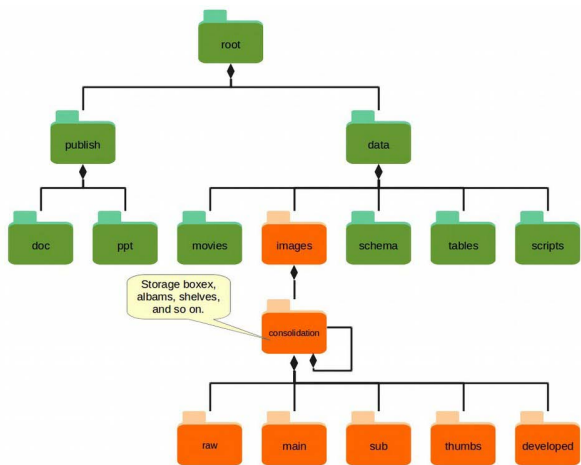 root
publish
data
doc
ppt
movies
images
schema
tables
scripts
Storage boxex,
albams, shelves,
and so on.
consolidation
raw
main
sub
thumbs
developed